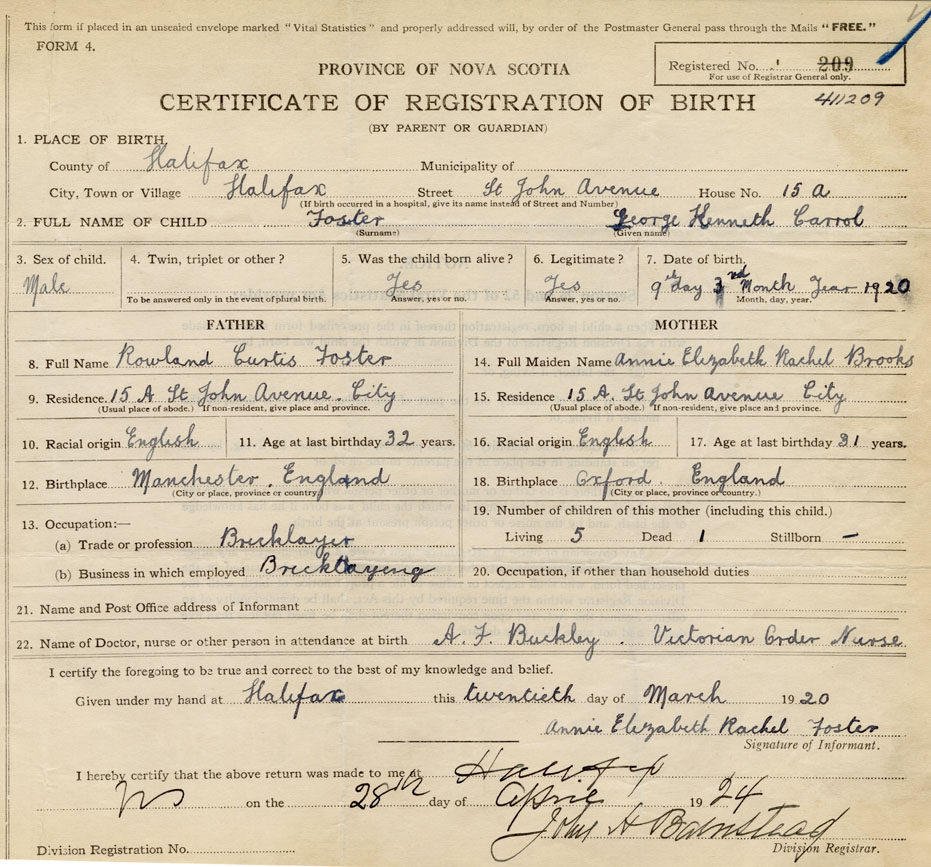 This form if placed in an unsealed envelope marked "Vital Statistics" and properly addressed will, by order of the Postmaster General pass through the Mails "FREE."
FORM 4.
Registered No. 209
For use of Registrar General only.
PROVINCE OF NOVA SCOTIA
CERTIFICATE OF REGISTRATION OF BIRTH
411209
(BY PARENT OR GUARDIAN)
1. PLACE OF BIRTH
County of Halifax Municipality of
City, Town or Village Halifax Street St John Avenue House No. 15 A
(If birth occurred in a hospital, give its name instead of Street and Number)
2. FULL NAME OF CHILD Foster George Kenneth Carrol
(Surname) (Given name)
3. Sex of child. 4. Twin, triplet or other? 5. Was the child born alive? 6. Legitimate? 7. Date of birth.
Male Yes Yes 9th day 3rd Month Year 1920
To be answered only in the event of plural birth. Answer, yes or no. Answer, yes or no. Month, day, year.
FATHER MOTHER
8. Full Name Rowland Curtis Foster 14. Full Maiden Name Annie Elizabeth Rachel Brooks
9. Residence. 15 A St John Avenue. City 15. Residence 15 A. St John Avenue City
(Usual place of abode.) If non-resident, give place and province. (Usual place of abode.) If non-resident, give place and province.
10. Racial origin English 11. Age at last birthday 32 years. 16. Racial origin English 17. Age at last birthday 31 years.
12. Birthplace Manchester. England 18. Birthplace Oxford. England
(City or place, province or country) (City or place, province or country.)
13. Occupation:— 19. Number of children of this mother (including this child.)
(a) Trade or profession Bricklayer Living 5 Dead 1 Stillborn —
(b) Business in which employed Bricklayeng 20. Occupation, if other than household duties
21. Name and Post Office address of Informant
22. Name of Doctor, nurse or other person in attendance at birth A. F. Buckley. Victorian Order Nurse
I certify the foregoing to be true and correct to the best of my knowledge and belief.
Given under my hand at Halifax this twentieth day of March 1920
Annie Elizabeth Rachel Foster
Signature of Informant.
I hereby certify that the above return was made to me at Halifax
NS on the 28th day of April 1924
John H Barnstead
Division Registration No. Division Registrar.